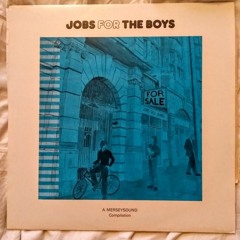 JOBS FOR THE BOYS
FOR
SALE
A MERSEYSOUND
Compilation